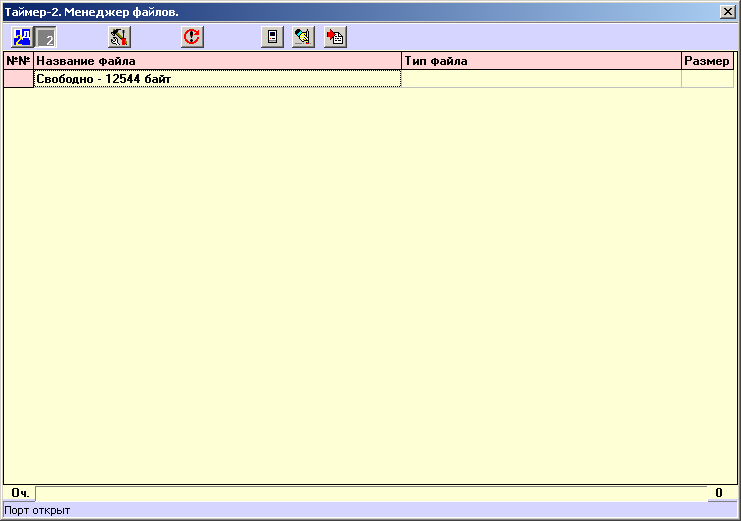 Таймер-2. Менеджер файлов.
2
№№ Название файла Тип файла Размер
Свободно - 12544 байт
Оч. 0
Порт открыт